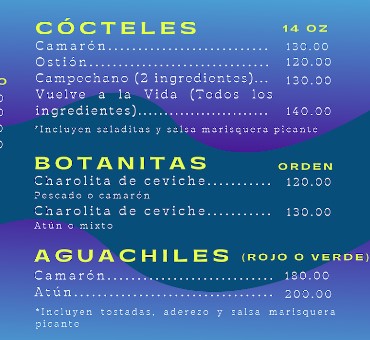 CÓCTELES 14 OZ
Camarón........................... 130.00
Ostión.............................. 120.00
Campechano (2 ingredientes)... 130.00
Vuelve a la Vida (Todos los
ingredientes)...................... 140.00
*Incluyen saladitas y salsa marisquera picante
BOTANITAS ORDEN
Charolita de ceviche........... 120.00
Pescado o camarón
Charolita de ceviche........... 130.00
Atún o mixto
AGUACHILES (ROJO O VERDE)
Camarón........................... 180.00
Atún................................. 200.00
*Incluyen tostadas, aderezo y salsa marisquera
picante